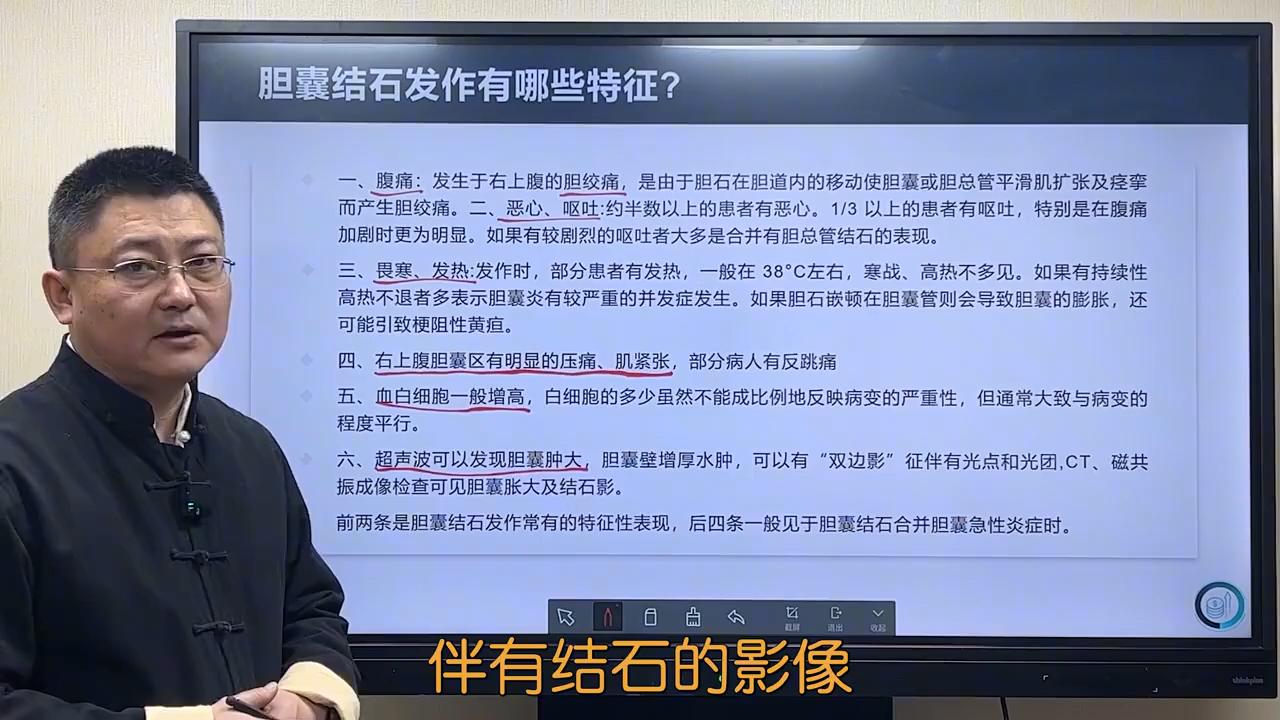 胆囊结石发作有哪些特征？
一、腹痛：发生于右上腹的胆绞痛，是由于胆石在胆道内的移动使胆囊或胆总管平滑肌扩张及痉挛
而产生胆绞痛。二、恶心、呕吐:约半数以上的患者有恶心。1/3 以上的患者有呕吐，特别是在腹痛
加剧时更为明显。如果有较剧烈的呕吐者大多是合并有胆总管结石的表现。
三、畏寒、发热:发作时，部分患者有发热，一般在 38°C左右，寒战、高热不多见。如果有持续性
高热不退者多表示胆囊炎有较严重的并发症发生。如果胆石嵌顿在胆囊管则会导致胆囊的膨胀，还
可能引致梗阻性黄疸。
四、右上腹胆囊区有明显的压痛、肌紧张，部分病人有反跳痛
五、血白细胞一般增高，白细胞的多少虽然不能成比例地反映病变的严重性，但通常大致与病变的
程度平行。
六、超声波可以发现胆囊肿大，胆囊壁增厚水肿，可以有“双边影”征伴有光点和光团,CT、磁共
振成像检查可见胆囊胀大及结石影。
前两条是胆囊结石发作常有的特征性表现，后四条一般见于胆囊结石合并胆囊急性炎症时。
截屏 退出 收起
伴有结石的影像
thinkplus